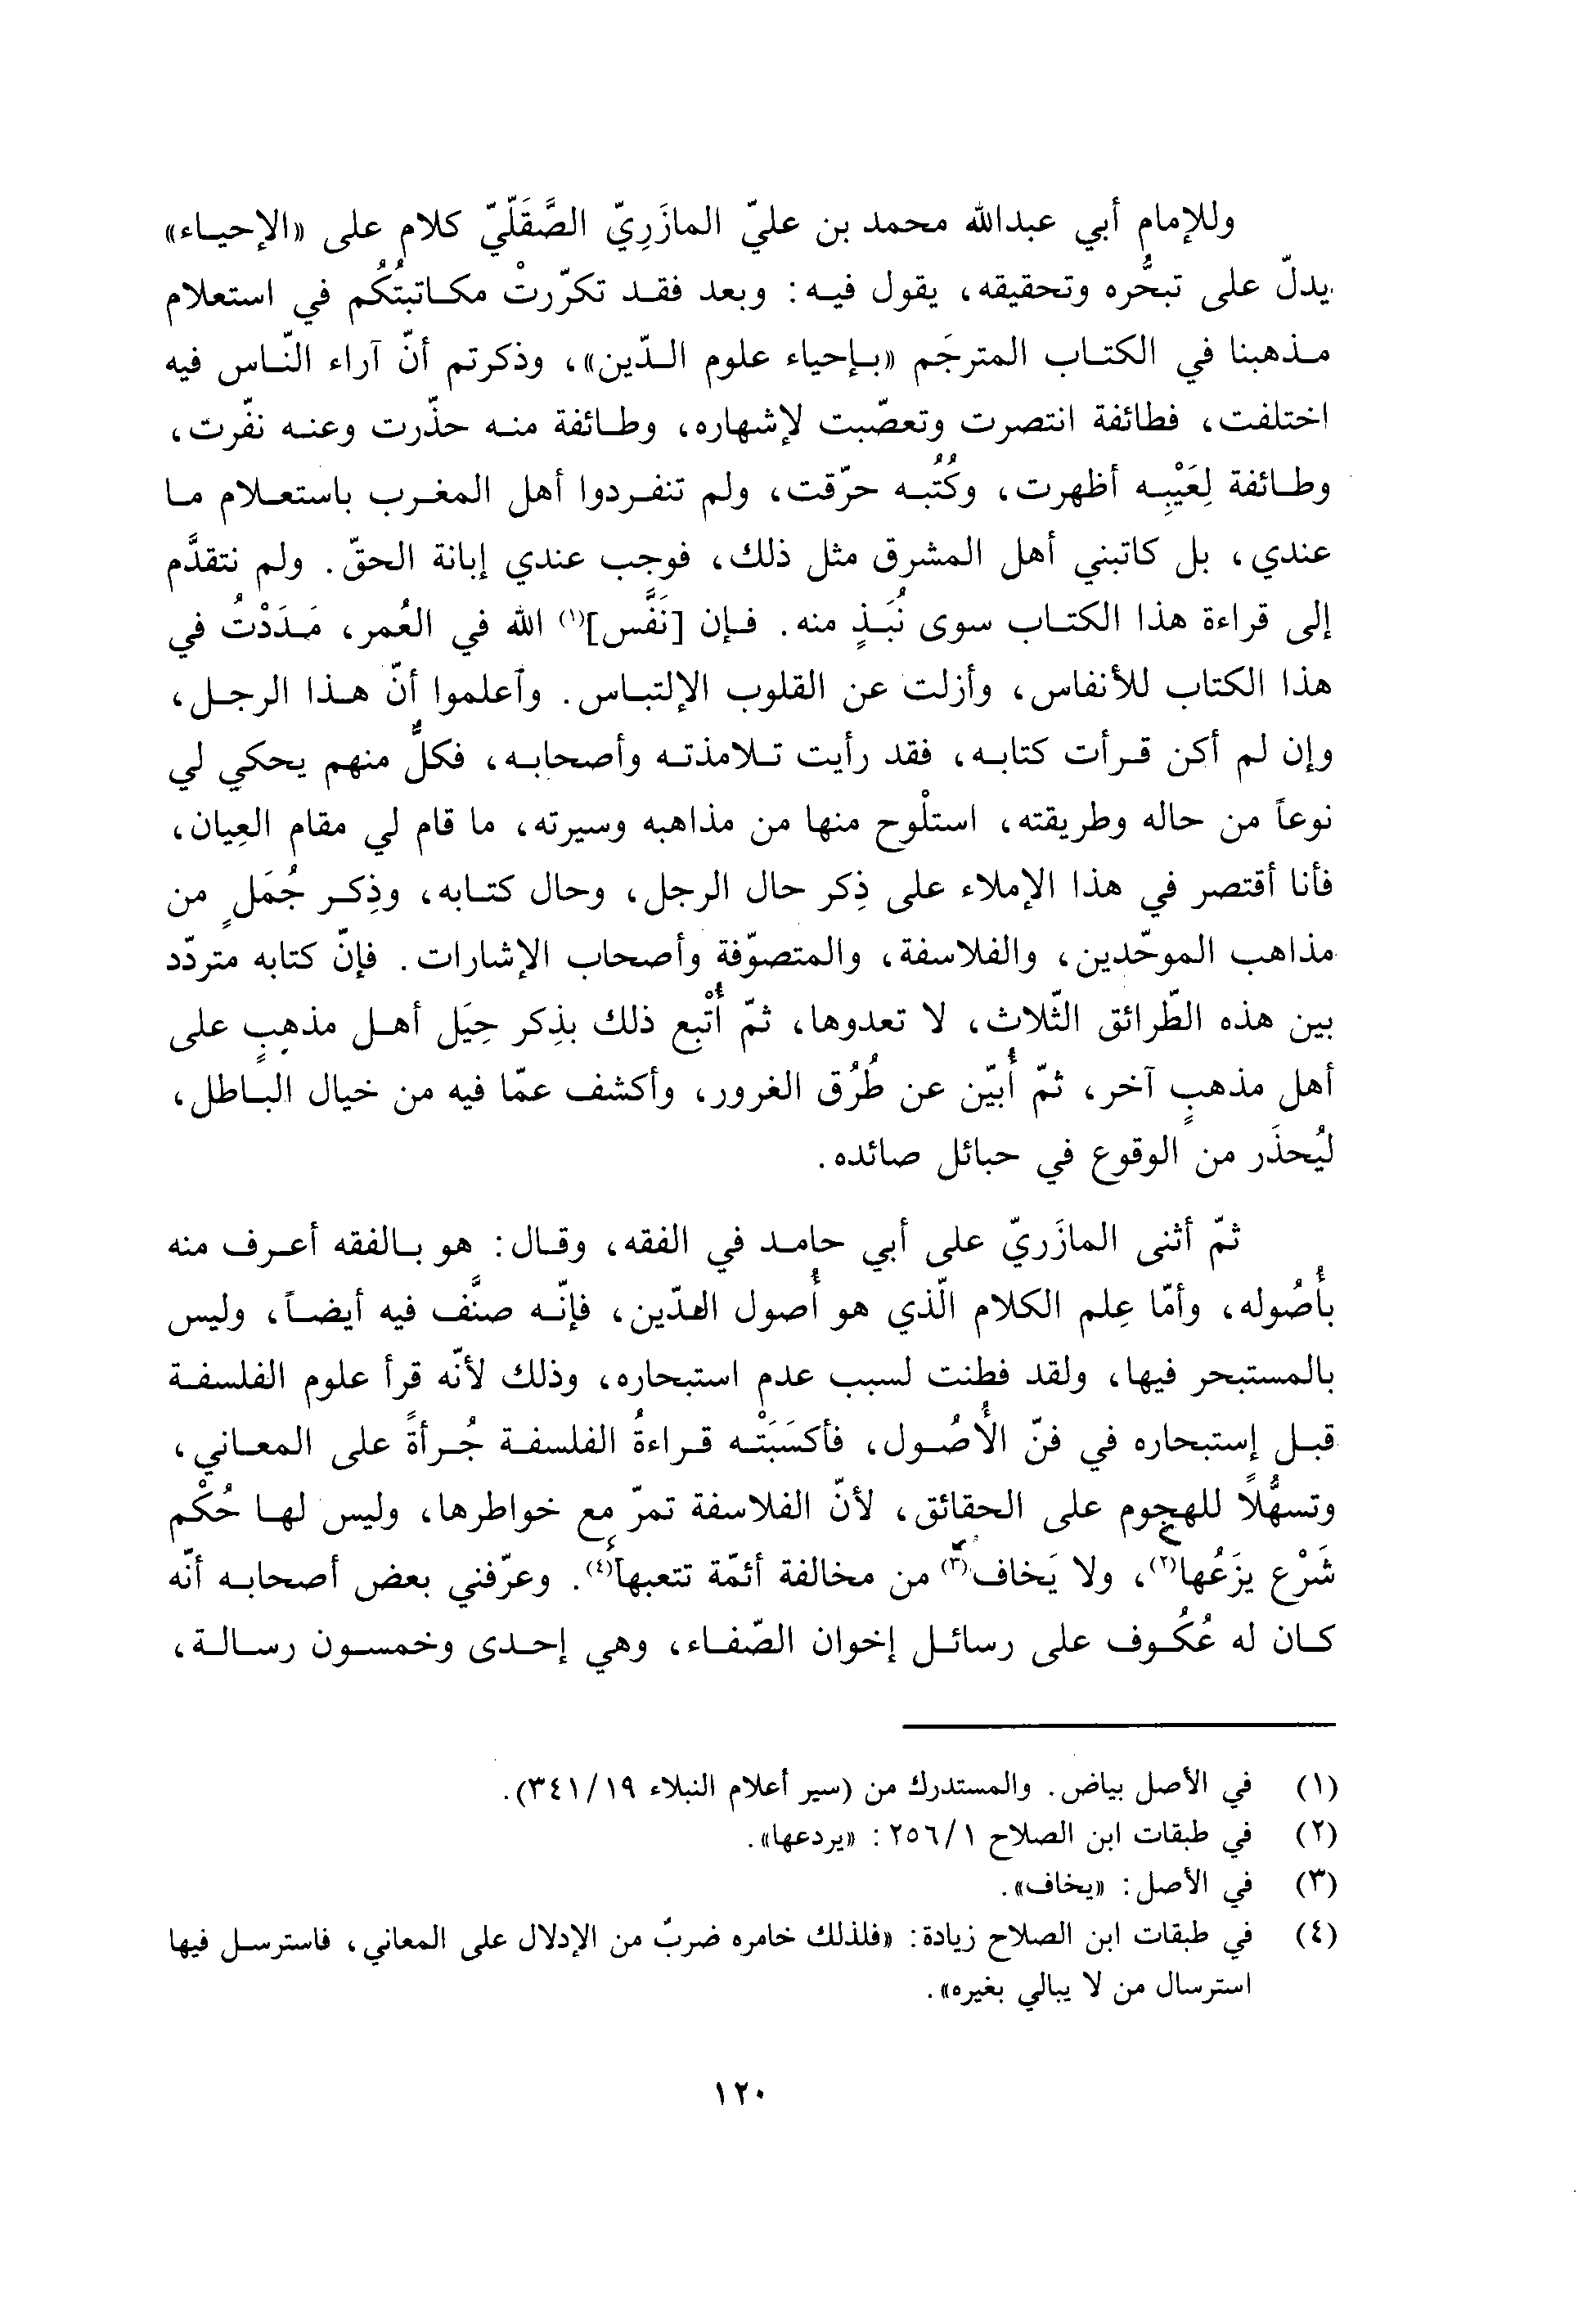 وللإمام أبي عبدالله محمد بن عليّ المازَرِيّ الصَّقَلّيّ كلام على «الإحياء»
يدلّ على تبحُّره وتحقيقه، يقول فيه: وبعد فقد تكرّرتْ مكاتبتُكُم في استعلام
مذهبنا في الكتاب المترجَم «بإحياء علوم الدّين»، وذكرتم أنّ آراء النّاس فيه
اختلفت، فطائفة انتصرت وتعصّبت لإشهاره، وطائفة منه حذّرت وعنه نفّرت،
وطائفة لِعَيْبِه أظهرت، وكُتُبه حرّقت، ولم تنفردوا أهل المغرب باستعلام ما
عندي، بل كاتبني أهل المشرق مثل ذلك، فوجب عندي إبانة الحقّ. ولم نتقدَّم
إلى قراءة هذا الكتاب سوى نُبَذٍ منه. فإن [نَفَّس](١) الله في العُمر، مَدَدْتُ في
هذا الكتاب للأنفاس، وأزلت عن القلوب الإلتباس. وأعلموا أنّ هذا الرجل،
وإن لم أكن قرأت كتابه، فقد رأيت تلامذته وأصحابه، فكلٌّ منهم يحكي لي
نوعاً من حاله وطريقته، استلْوح منها من مذاهبه وسيرته، ما قام لي مقام العِيان،
فأنا أقتصر في هذا الإملاء على ذِكر حال الرجل، وحال كتابه، وذِكر جُمَلٍ من
مذاهب الموحّدين، والفلاسفة، والمتصوّفة وأصحاب الإشارات. فإنّ كتابه متردّد
بين هذه الطّرائق الثّلاث، لا تعدوها، ثمّ أُتْبع ذلك بذِكر حِيَل أهل مذهبٍ على
أهل مذهبٍ آخر، ثمّ أُبيّن عن طُرُق الغرور، وأكشف عمّا فيه من خيال الباطل،
ليُحذَر من الوقوع في حبائل صائده.
ثمّ أثنى المازَريّ على أبي حامد في الفقه، وقال: هو بالفقه أعرف منه
بأُصُوله، وأمّا عِلم الكلام الّذي هو أُصول الدّين، فإنّه صنَّف فيه أيضاً، وليس
بالمستبحر فيها، ولقد فطنت لسبب عدم استبحاره، وذلك لأنّه قرأ علوم الفلسفة
قبل إستبحاره في فنّ الأُصُول، فأكسَبَتْه قراءةُ الفلسفة جُرأةً على المعاني،
وتسهُّلاً للهجوم على الحقائق، لأنّ الفلاسفة تمرّ مع خواطرها، وليس لها حُكْم
شَرْع يزَعُها(٢)، ولا يَخاف(٣) من مخالفة أئمّة تتعبها(٤). وعرّفني بعض أصحابه أنّه
كان له عُكُوف على رسائل إخوان الصّفاء، وهي إحدى وخمسون رسالة،
(١) في الأصل بياض. والمستدرك من (سير أعلام النبلاء ٣٤١/١٩).
(٢) في طبقات ابن الصلاح ٢٥٦/١: «يردعها».
(٣) في الأصل: «يخاف».
(٤) في طبقات ابن الصلاح زيادة: «فلذلك خامره ضربٌ من الإدلال على المعاني، فاسترسل فيها
استرسال من لا يبالي بغيره».
١٢٠